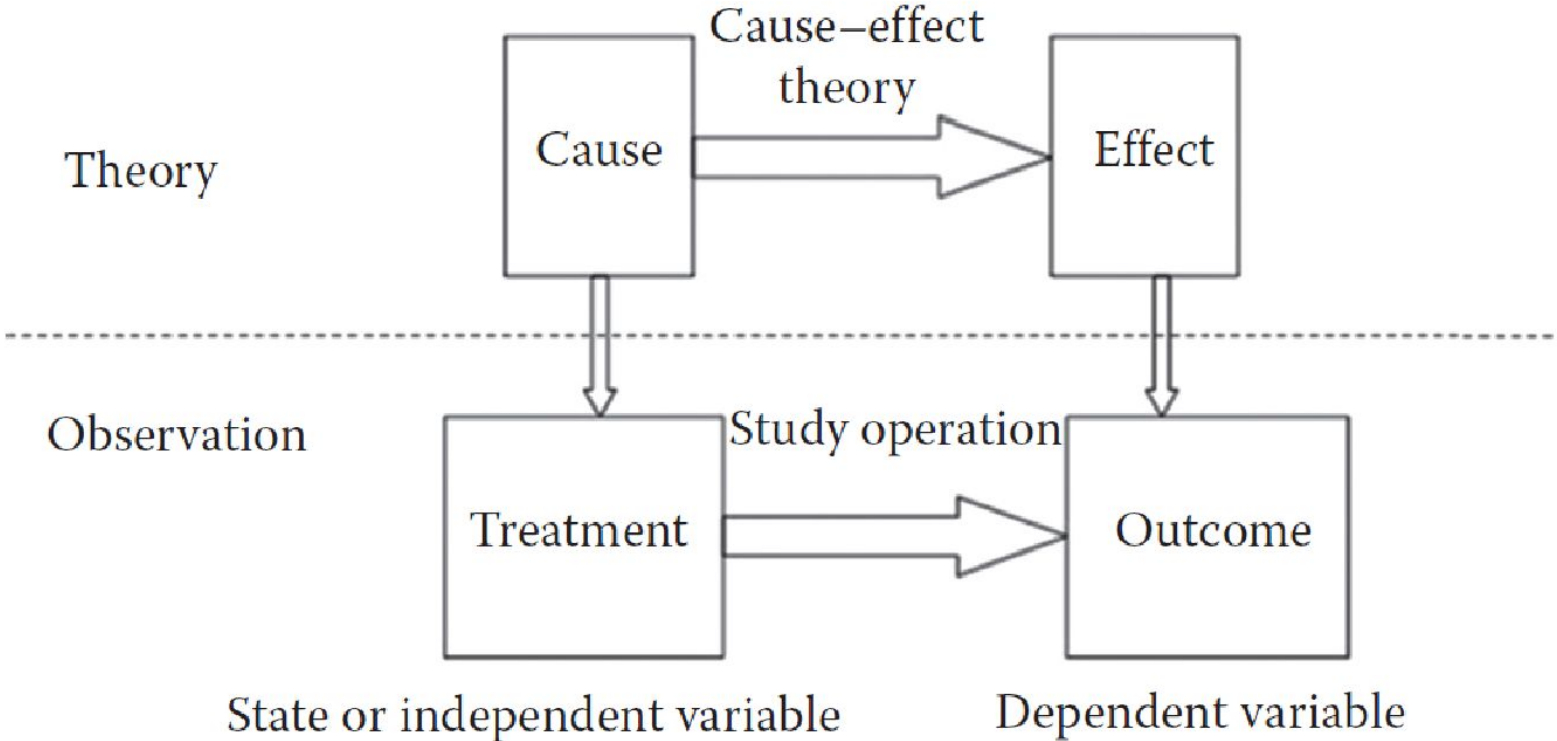 Cause–effect
theory
Cause
Effect
Theory
Observation
Study operation
Treatment
Outcome
State or independent variable
Dependent variable